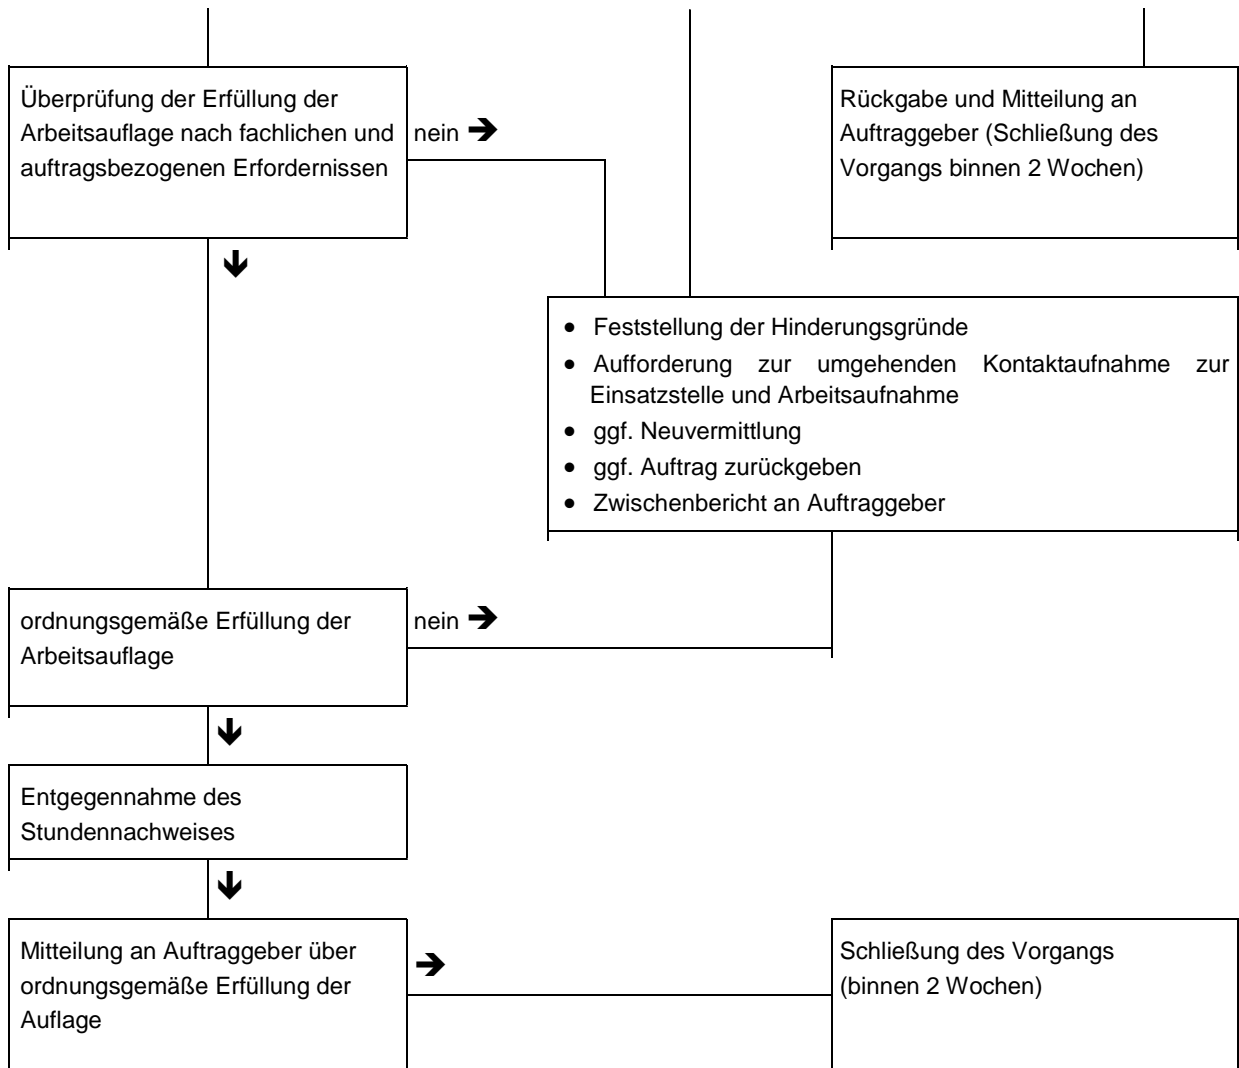 Überprüfung der Erfüllung der
Arbeitsauflage nach fachlichen und
auftragsbezogenen Erfordernissen
nein ➔
Rückgabe und Mitteilung an
Auftraggeber (Schließung des
Vorgangs binnen 2 Wochen)
• Feststellung der Hinderungsgründe
• Aufforderung zur umgehenden Kontaktaufnahme zur
Einsatzstelle und Arbeitsaufnahme
• ggf. Neuvermittlung
• ggf. Auftrag zurückgeben
• Zwischenbericht an Auftraggeber
ordnungsgemäße Erfüllung der
Arbeitsauflage
nein ➔
Entgegennahme des
Stundennachweises
Mitteilung an Auftraggeber über
ordnungsgemäße Erfüllung der
Auflage
Schließung des Vorgangs
(binnen 2 Wochen)